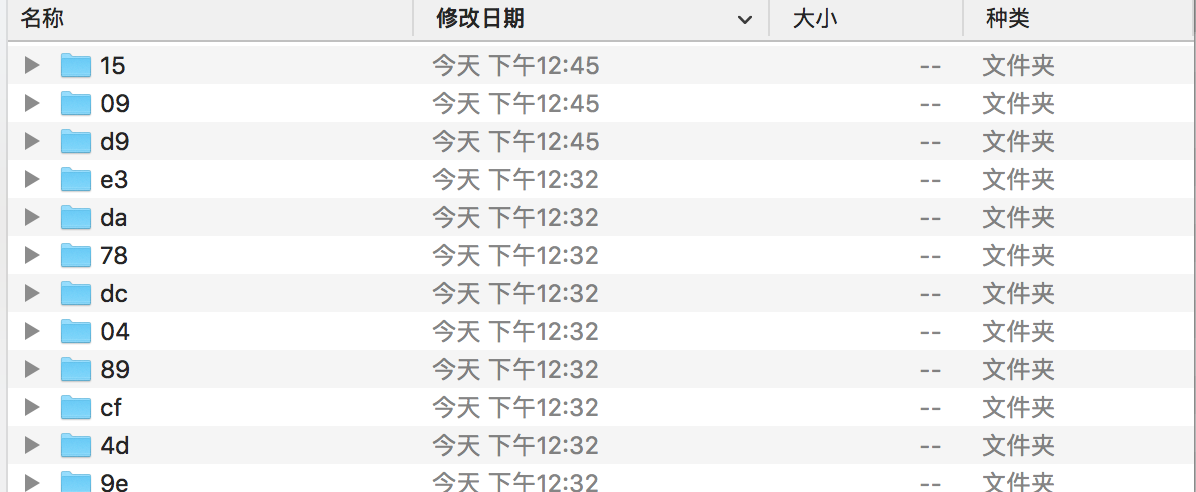 名称 修改日期 大小 种类
15 今天 下午12:45 -- 文件夹
09 今天 下午12:45 -- 文件夹
d9 今天 下午12:45 -- 文件夹
e3 今天 下午12:32 -- 文件夹
da 今天 下午12:32 -- 文件夹
78 今天 下午12:32 -- 文件夹
dc 今天 下午12:32 -- 文件夹
04 今天 下午12:32 -- 文件夹
89 今天 下午12:32 -- 文件夹
cf 今天 下午12:32 -- 文件夹
4d 今天 下午12:32 -- 文件夹
9e 今天 下午12:32 -- 文件夹